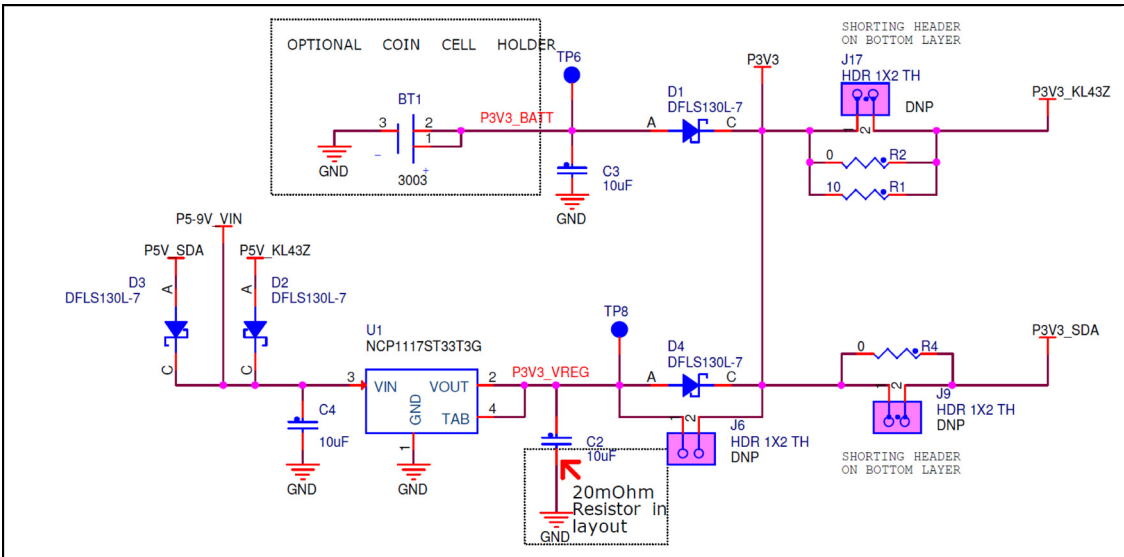 SHORTING HEADER
ON BOTTOM LAYER
OPTIONAL COIN CELL HOLDER
TP6
P3V3
J17
HDR 1X2 TH
D1
DFLS130L-7
DNP
P3V3_KL43Z
BT1
P3V3_BATT
3
2
1
A
C
1
2
GND
-
+
3003
C3
10uF
GND
0
R2
10
R1
P5-9V_VIN
P5V_SDA
P5V_KL43Z
D3
DFLS130L-7
A
A
D2
DFLS130L-7
C
C
U1
NCP1117ST33T3G
TP8
D4
DFLS130L-7
P3V3_SDA
0
R4
3
VIN
VOUT
2
P3V3_VREG
A
C
GND
TAB
4
1
C4
10uF
GND
GND
C2
10uF
1
2
J6
HDR 1X2 TH
DNP
1
2
J9
HDR 1X2 TH
DNP
SHORTING HEADER
ON BOTTOM LAYER
20mOhm
Resistor in
layout
GND